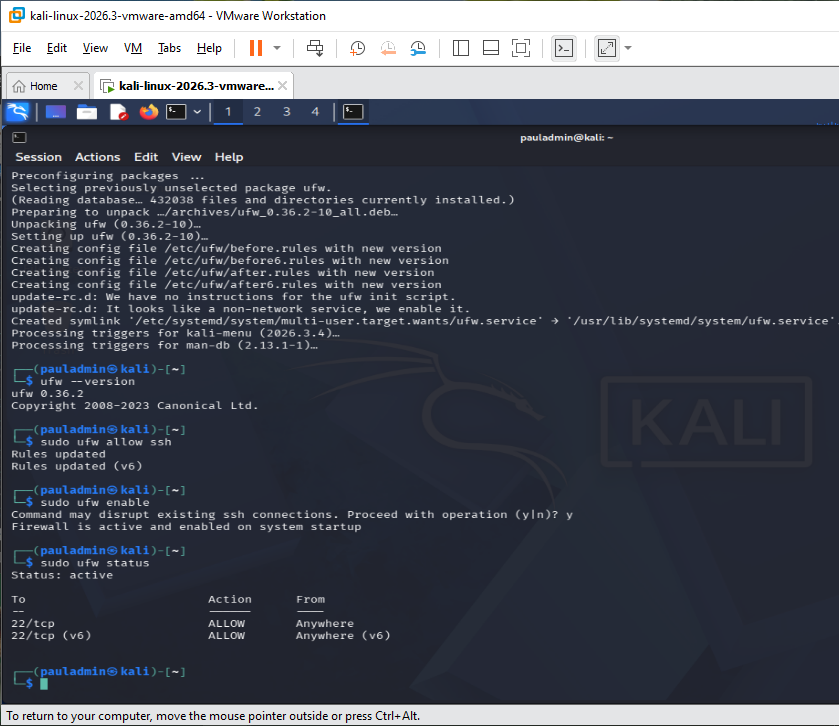 kali-linux-2026.3-vmware-amd64 - VMware Workstation
File Edit View VM Tabs Help
Home kali-linux-2026.3-vmware...
1 2 3 4
pauladmin@kali: ~
Session Actions Edit View Help
Preconfiguring packages ...
Selecting previously unselected package ufw.
(Reading database… 432038 files and directories currently installed.)
Preparing to unpack …/archives/ufw_0.36.2-10_all.deb…
Unpacking ufw (0.36.2-10)…
Setting up ufw (0.36.2-10)…
Creating config file /etc/ufw/before.rules with new version
Creating config file /etc/ufw/before6.rules with new version
Creating config file /etc/ufw/after.rules with new version
Creating config file /etc/ufw/after6.rules with new version
update-rc.d: We have no instructions for the ufw init script.
update-rc.d: It looks like a non-network service, we enable it.
Created symlink '/etc/systemd/system/multi-user.target.wants/ufw.service' → '/usr/lib/systemd/system/ufw.service'
Processing triggers for kali-menu (2026.3.4)…
Processing triggers for man-db (2.13.1-1)…
┌──(pauladmin㉿kali)-[~]
└─$ ufw --version
ufw 0.36.2
Copyright 2008-2023 Canonical Ltd.
┌──(pauladmin㉿kali)-[~]
└─$ sudo ufw allow ssh
Rules updated
Rules updated (v6)
┌──(pauladmin㉿kali)-[~]
└─$ sudo ufw enable
Command may disrupt existing ssh connections. Proceed with operation (y|n)? y
Firewall is active and enabled on system startup
┌──(pauladmin㉿kali)-[~]
└─$ sudo ufw status
Status: active
To Action From
-- ------ ----
22/tcp ALLOW Anywhere
22/tcp (v6) ALLOW Anywhere (v6)
┌──(pauladmin㉿kali)-[~]
└─$
KALI
To return to your computer, move the mouse pointer outside or press Ctrl+Alt.